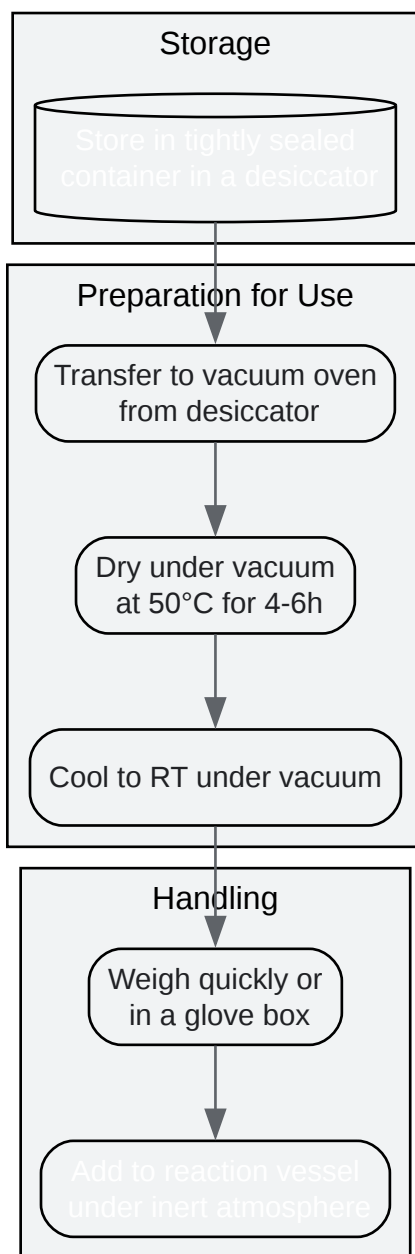 Storage
Store in tightly sealed
container in a desiccator
Preparation for Use
Transfer to vacuum oven
from desiccator
Dry under vacuum
at 50°C for 4-6h
Cool to RT under vacuum
Handling
Weigh quickly or
in a glove box
Add to reaction vessel
under inert atmosphere